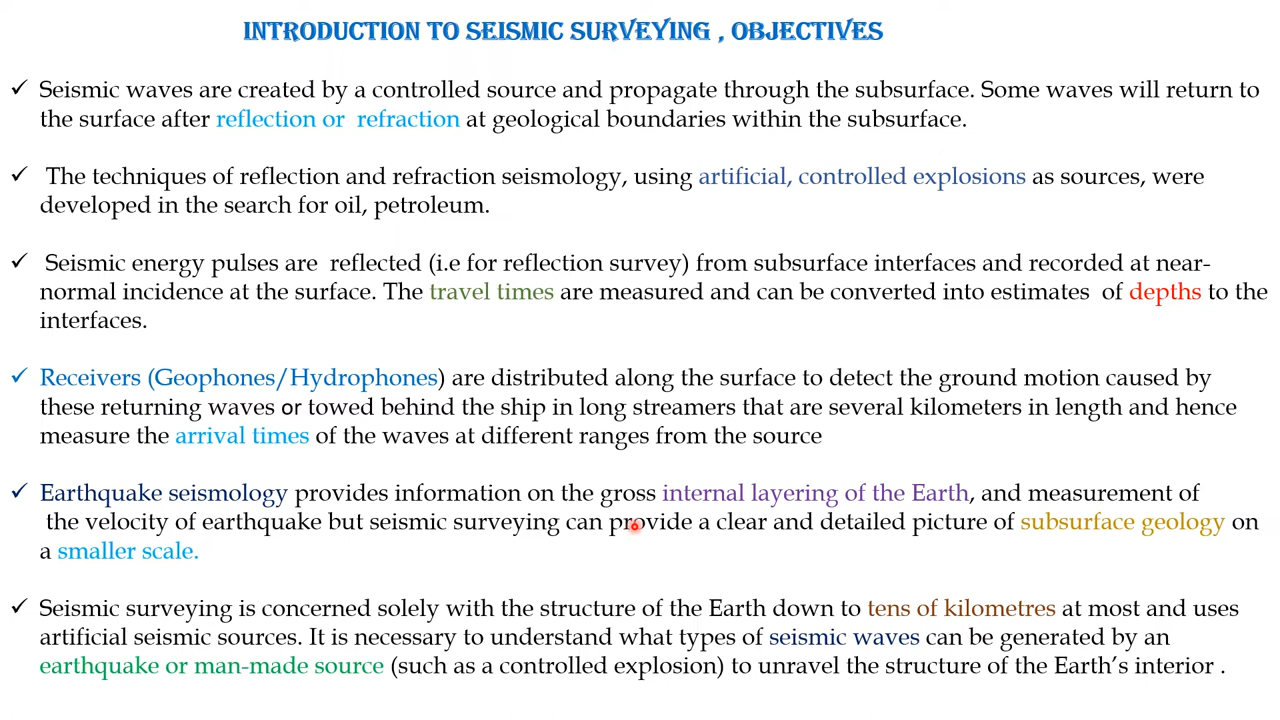 INTRODUCTION TO SEISMIC SURVEYING , OBJECTIVES
✓ Seismic waves are created by a controlled source and propagate through the subsurface. Some waves will return to
the surface after reflection or refraction at geological boundaries within the subsurface.
✓ The techniques of reflection and refraction seismology, using artificial, controlled explosions as sources, were
developed in the search for oil, petroleum.
✓ Seismic energy pulses are reflected (i.e for reflection survey) from subsurface interfaces and recorded at near-
normal incidence at the surface. The travel times are measured and can be converted into estimates of depths to the
interfaces.
✓ Receivers (Geophones/Hydrophones) are distributed along the surface to detect the ground motion caused by
these returning waves or towed behind the ship in long streamers that are several kilometers in length and hence
measure the arrival times of the waves at different ranges from the source
✓ Earthquake seismology provides information on the gross internal layering of the Earth, and measurement of
the velocity of earthquake but seismic surveying can provide a clear and detailed picture of subsurface geology on
a smaller scale.
✓ Seismic surveying is concerned solely with the structure of the Earth down to tens of kilometres at most and uses
artificial seismic sources. It is necessary to understand what types of seismic waves can be generated by an
earthquake or man-made source (such as a controlled explosion) to unravel the structure of the Earth's interior .